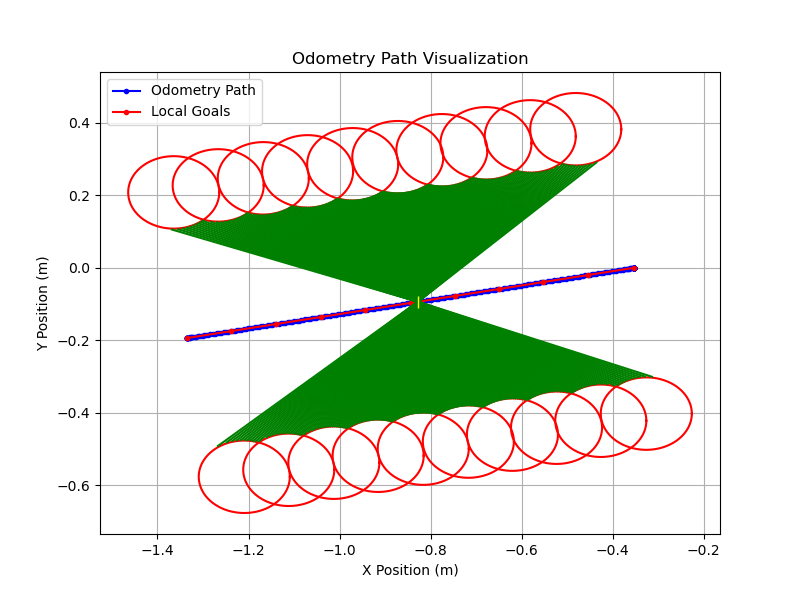 Odometry Path Visualization
Odometry Path
Local Goals
Y Position (m)
0.4
0.2
0.0
−0.2
−0.4
−0.6
−1.4 −1.2 −1.0 −0.8 −0.6 −0.4 −0.2
X Position (m)